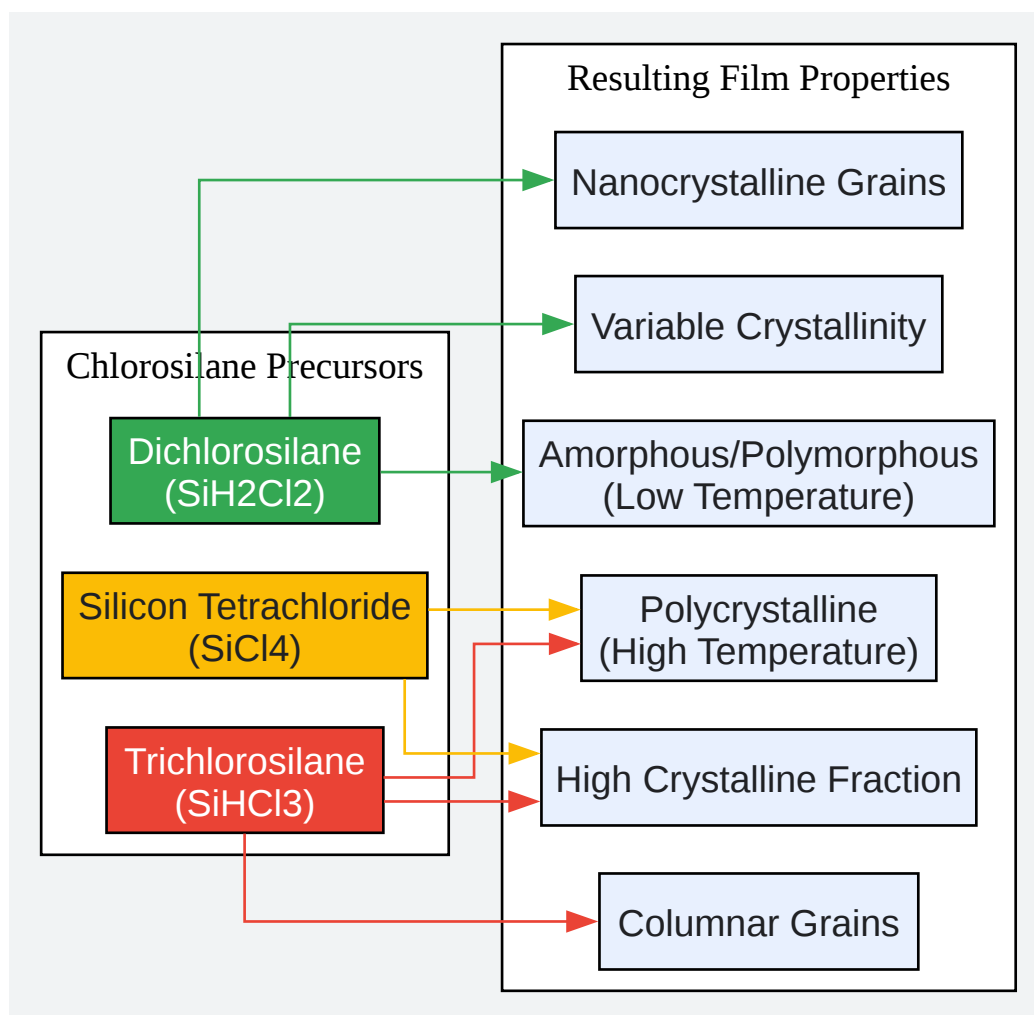 Resulting Film Properties
Nanocrystalline Grains
Variable Crystallinity
Chlorosilane Precursors
Dichlorosilane
(SiH2Cl2)
Amorphous/Polymorphous
(Low Temperature)
Silicon Tetrachloride
(SiCl4)
Polycrystalline
(High Temperature)
Trichlorosilane
(SiHCl3)
High Crystalline Fraction
Columnar Grains